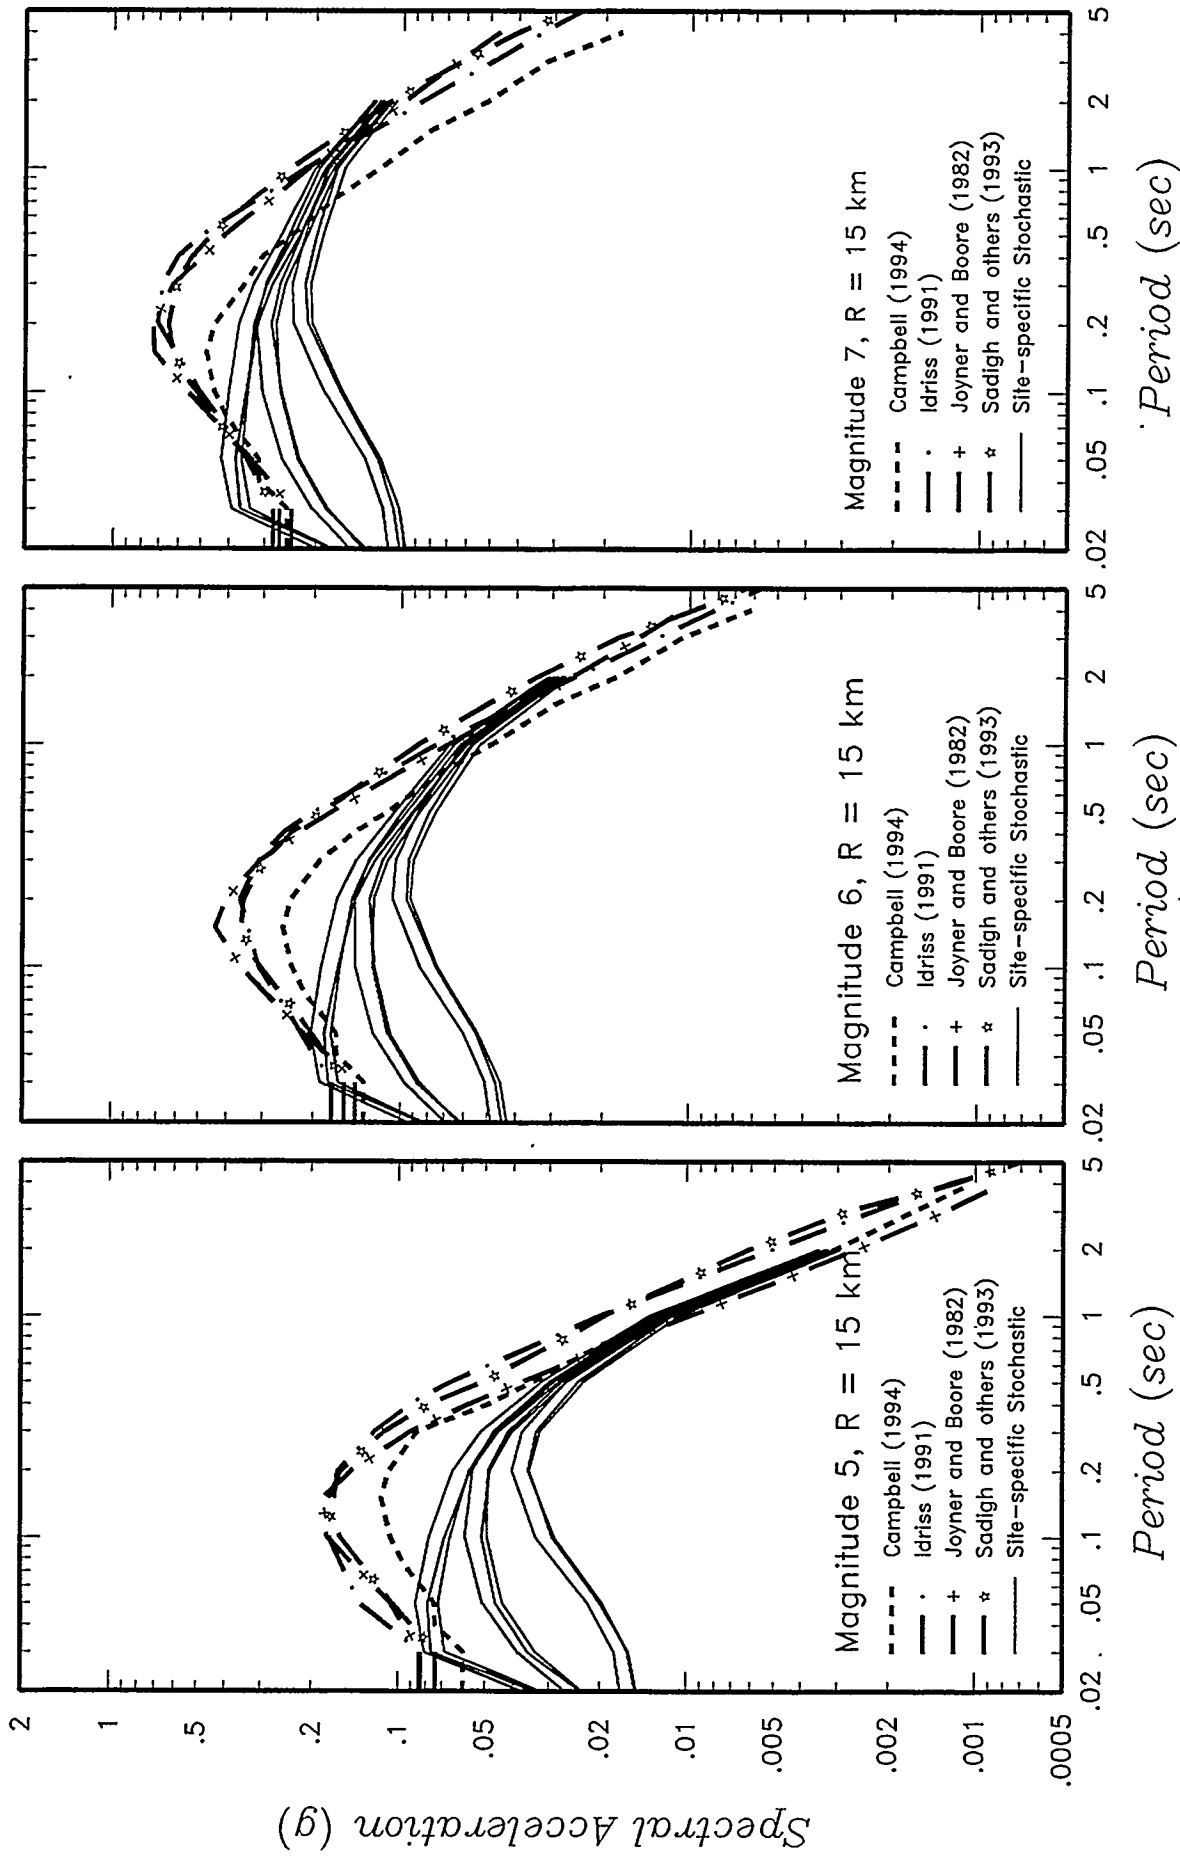 Spectral Acceleration (g)
2
1
.5
.2
.1
.05
.02
.01
.005
.002
.001
.0005
Magnitude 5, R = 15 km
Campbell (1994)
Idriss (1991)
Joyner and Boore (1982)
Sadigh and others (1993)
Site-specific Stochastic
.02 .05 .1 .2 .5 1 2 5
Period (sec)
Magnitude 6, R = 15 km
Campbell (1994)
Idriss (1991)
Joyner and Boore (1982)
Sadigh and others (1993)
Site-specific Stochastic
.02 .05 .1 .2 .5 1 2 5
Period (sec)
Magnitude 7, R = 15 km
Campbell (1994)
Idriss (1991)
Joyner and Boore (1982)
Sadigh and others (1993)
Site-specific Stochastic
.02 .05 .1 .2 .5 1 2 5
Period (sec)